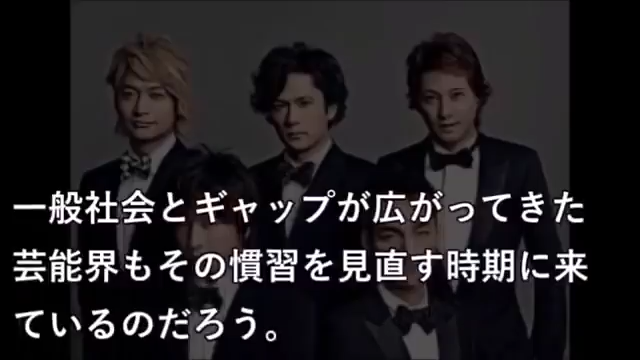 一般社会とギャップが広がってきた
芸能界もその慣習を見直す時期に来
ているのだろう。